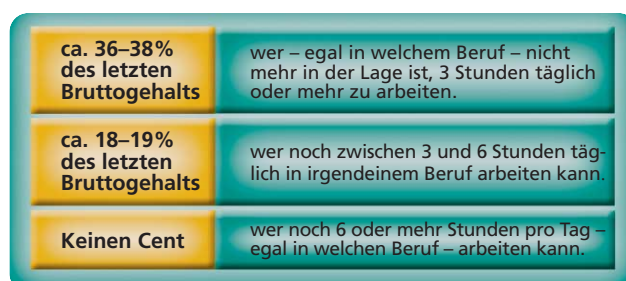 ca. 36–38%
des letzten
Bruttogehalts
wer – egal in welchem Beruf – nicht
mehr in der Lage ist, 3 Stunden täglich
oder mehr zu arbeiten.
ca. 18–19%
des letzten
Bruttogehalts
wer noch zwischen 3 und 6 Stunden täg-
lich in irgendeinem Beruf arbeiten kann.
Keinen Cent
wer noch 6 oder mehr Stunden pro Tag –
egal in welchen Beruf – arbeiten kann.